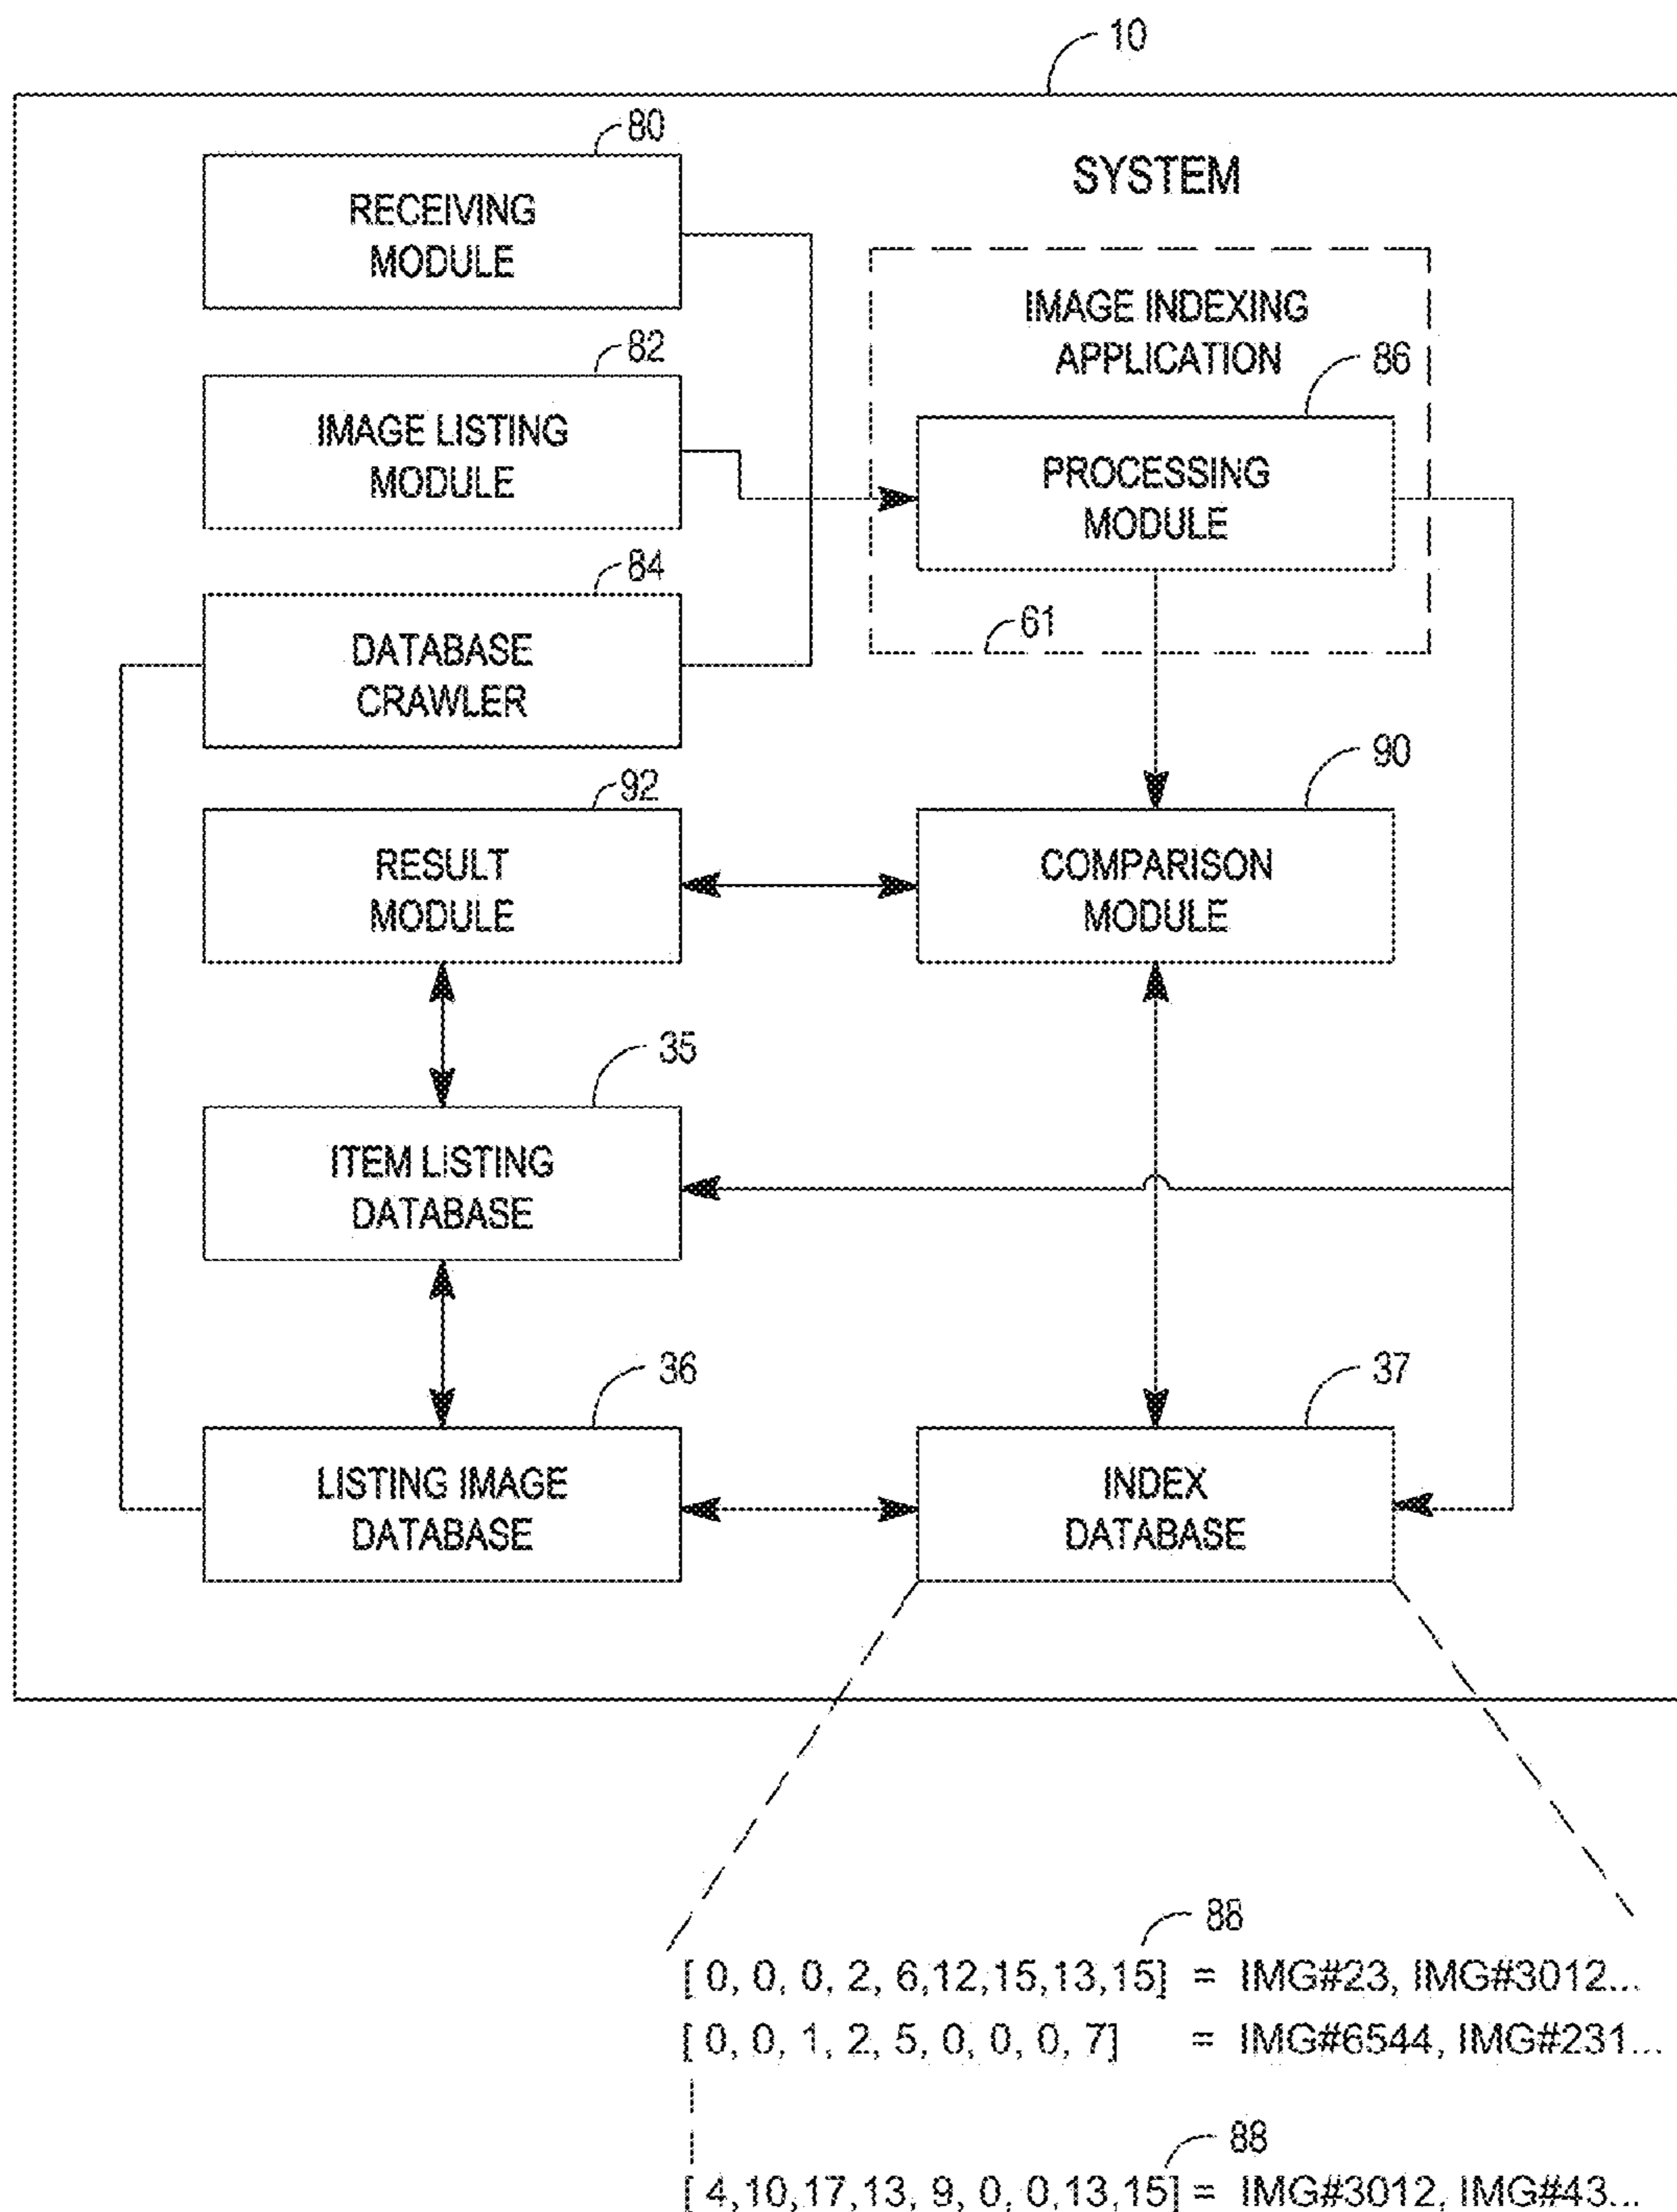 10
80
RECEIVING
MODULE
SYSTEM
IMAGE INDEXING
APPLICATION
82
IMAGE LISTING
MODULE
86
PROCESSING
MODULE
84
DATABASE
CRAWLER
61
92
RESULT
MODULE
90
COMPARISON
MODULE
35
ITEM LISTING
DATABASE
36
LISTING IMAGE
DATABASE
37
INDEX
DATABASE
88
[ 0, 0, 0, 2, 6,12,15,13,15] = IMG#23, IMG#3012...
[ 0, 0, 1, 2, 5, 0, 0, 0, 7] = IMG#6544, IMG#231...
88
[ 4,10,17,13, 9, 0, 0,13,15] = IMG#3012, IMG#43...